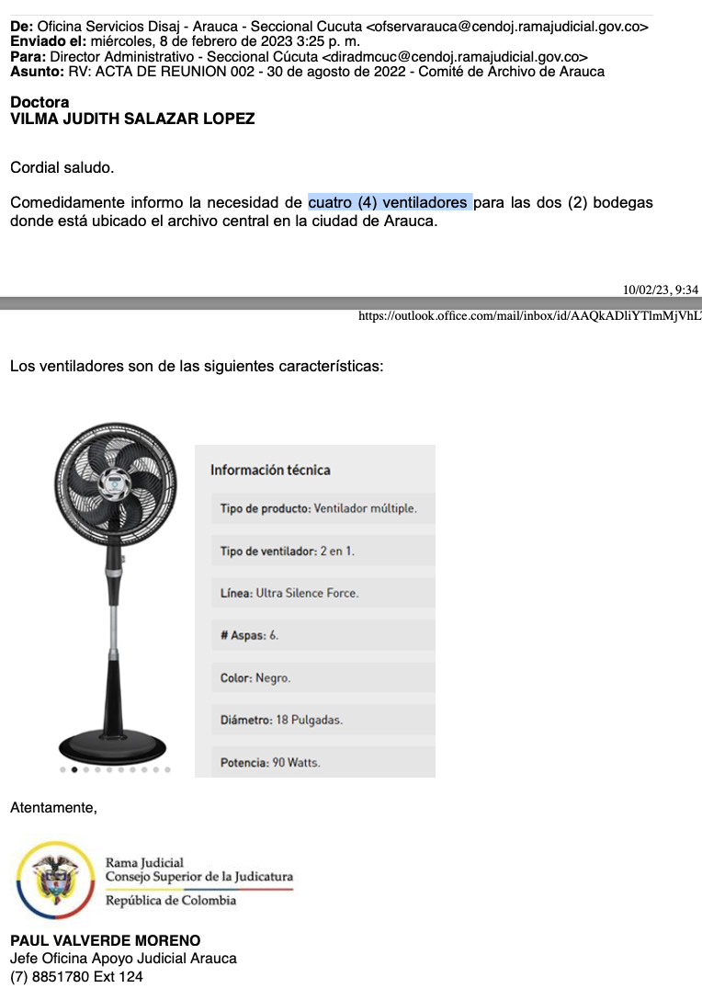 De: Oficina Servicios Disaj - Arauca - Seccional Cucuta <ofservarauca@cendoj.ramajudicial.gov.co>
Enviado el: miércoles, 8 de febrero de 2023 3:25 p. m.
Para: Director Administrativo - Seccional Cúcuta <diradmcuc@cendoj.ramajudicial.gov.co>
Asunto: RV: ACTA DE REUNION 002 - 30 de agosto de 2022 - Comité de Archivo de Arauca
Doctora
VILMA JUDITH SALAZAR LOPEZ
Cordial saludo.
Comedidamente informo la necesidad de cuatro (4) ventiladores para las dos (2) bodegas
donde está ubicado el archivo central en la ciudad de Arauca.
10/02/23, 9:34
https://outlook.office.com/mail/inbox/id/AAQkADliYTlmMjVhL
Los ventiladores son de las siguientes características:
Información técnica
Tipo de producto: Ventilador múltiple.
Tipo de ventilador: 2 en 1.
Línea: Ultra Silence Force.
# Aspas: 6.
Color: Negro.
Diámetro: 18 Pulgadas.
Potencia: 90 Watts.
Atentamente,
Rama Judicial
Consejo Superior de la Judicatura
República de Colombia
PAUL VALVERDE MORENO
Jefe Oficina Apoyo Judicial Arauca
(7) 8851780 Ext 124